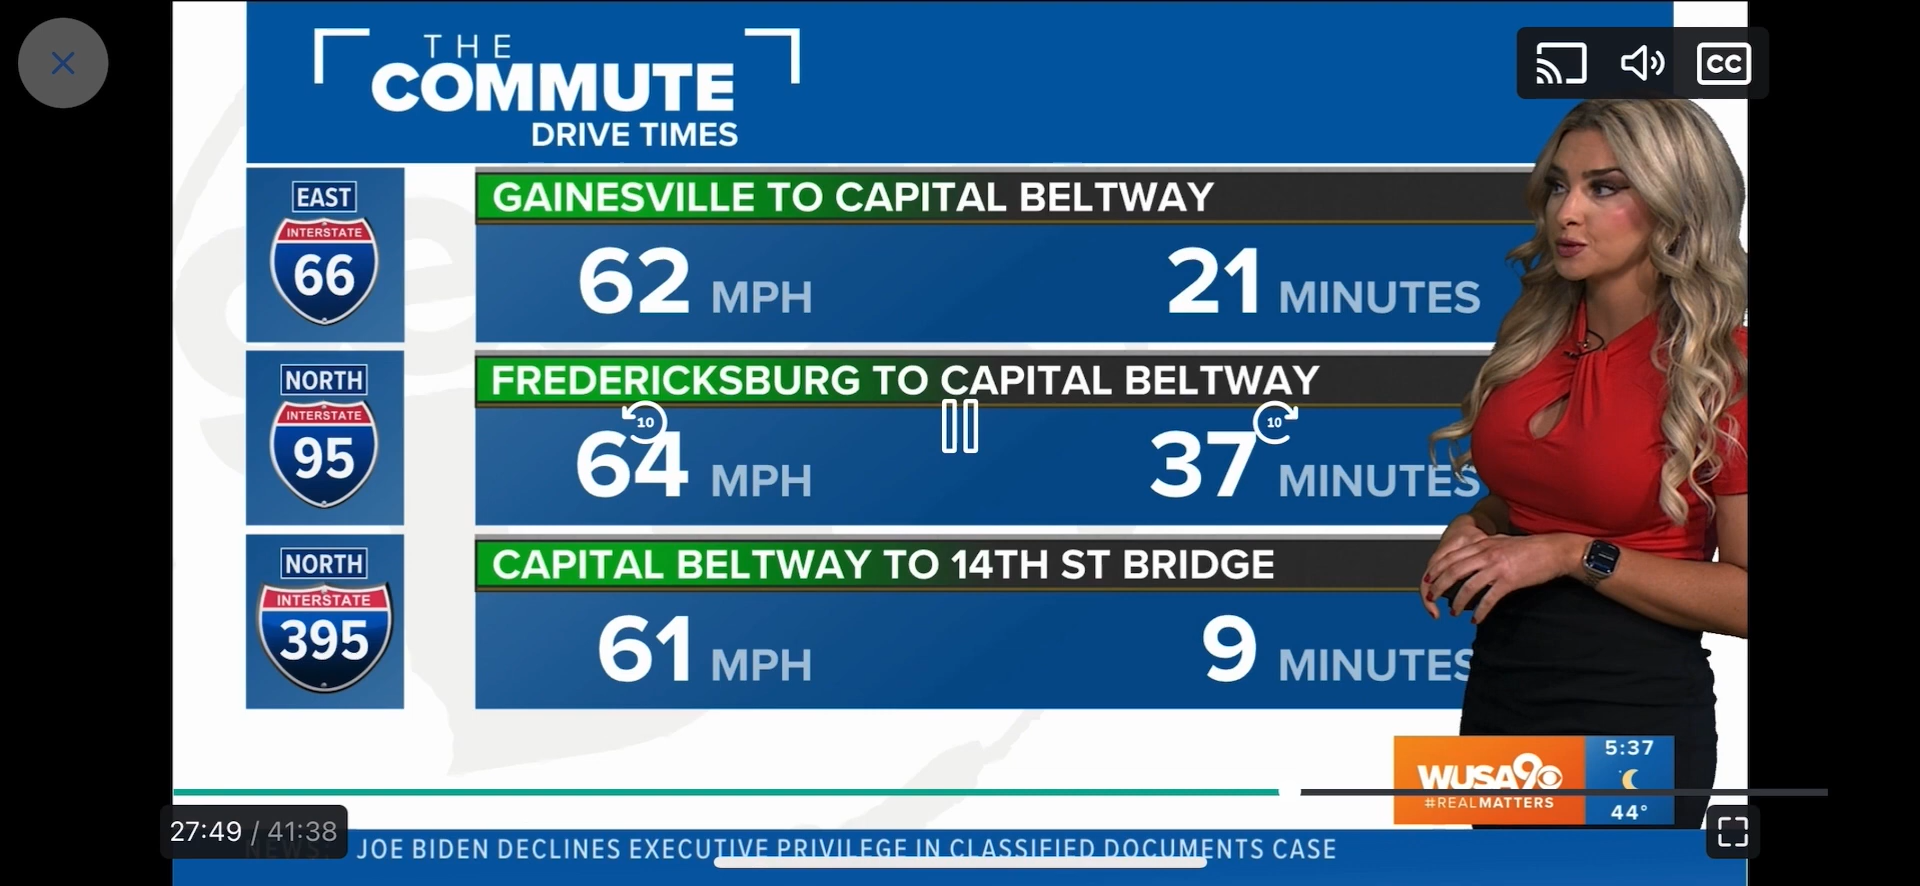 THE
COMMUTE
DRIVE TIMES
CC
EAST
INTERSTATE
66
GAINESVILLE TO CAPITAL BELTWAY
62 MPH 21 MINUTES
NORTH
INTERSTATE
95
FREDERICKSBURG TO CAPITAL BELTWAY
10 10
64 MPH 37 MINUTES
NORTH
INTERSTATE
395
CAPITAL BELTWAY TO 14TH ST BRIDGE
61 MPH 9 MINUTES
WUSA9
#REALMATTERS
5:37
44°
27:49 / 41:38
NEWS: JOE BIDEN DECLINES EXECUTIVE PRIVILEGE IN CLASSIFIED DOCUMENTS CASE